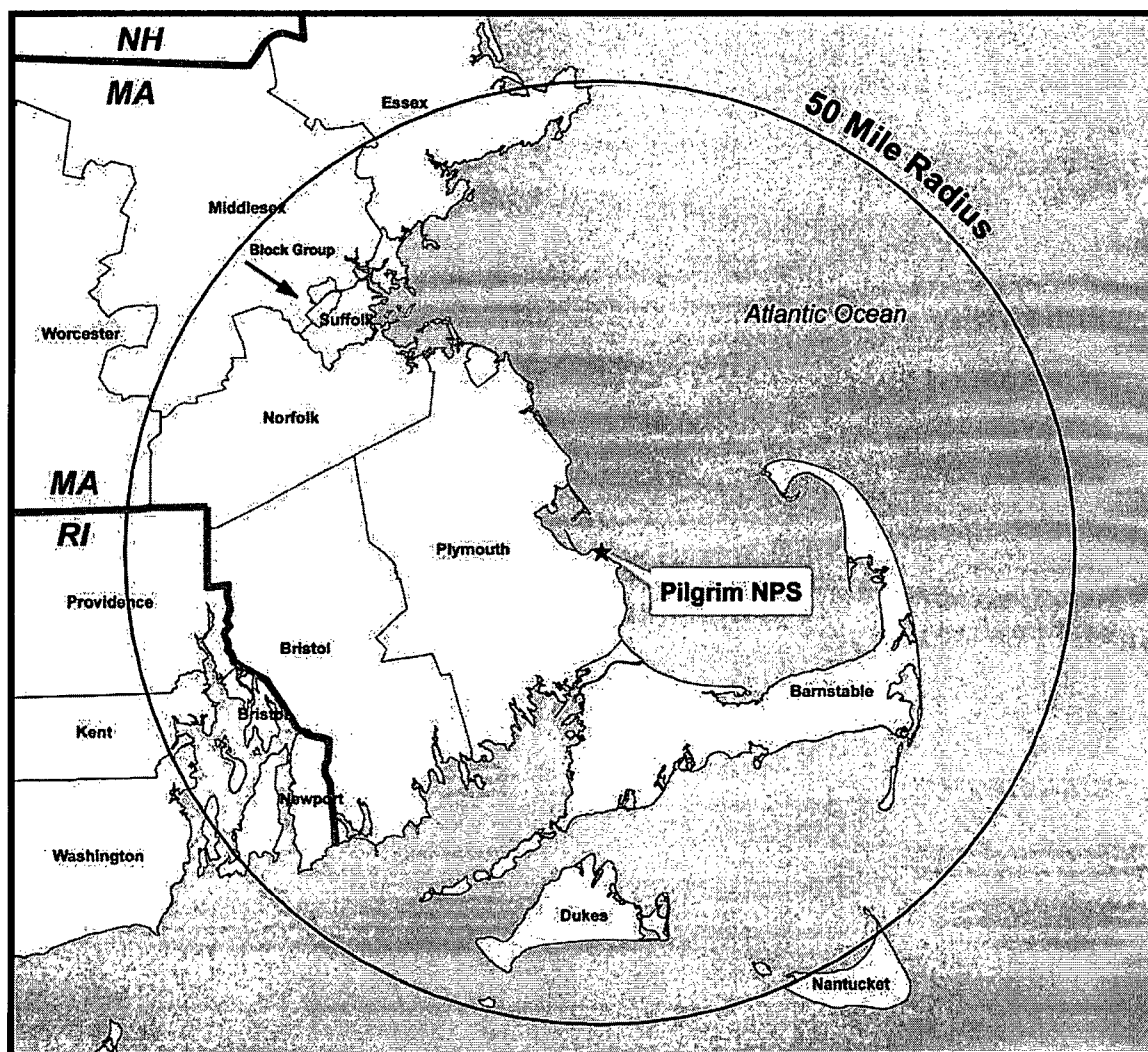 NH
MA
Essex
50 Mile Radius
Middlesex
Block Group
Suffolk
Atlantic Ocean
Worcester
Norfolk
MA
RI
Plymouth
Pilgrim NPS
Providence
Bristol
Barnstable
Bristol
Kent
Newport
Washington
Dukes
Nantucket